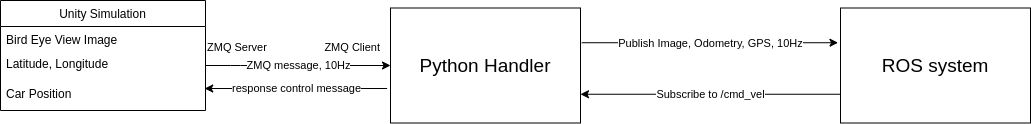 Unity Simulation
Bird Eye View Image
Latitude, Longitude
Car Position
ZMQ Server
ZMQ Client
ZMQ message, 10Hz
response control message
Python Handler
Publish Image, Odometry, GPS, 10Hz
Subscribe to /cmd_vel
ROS system